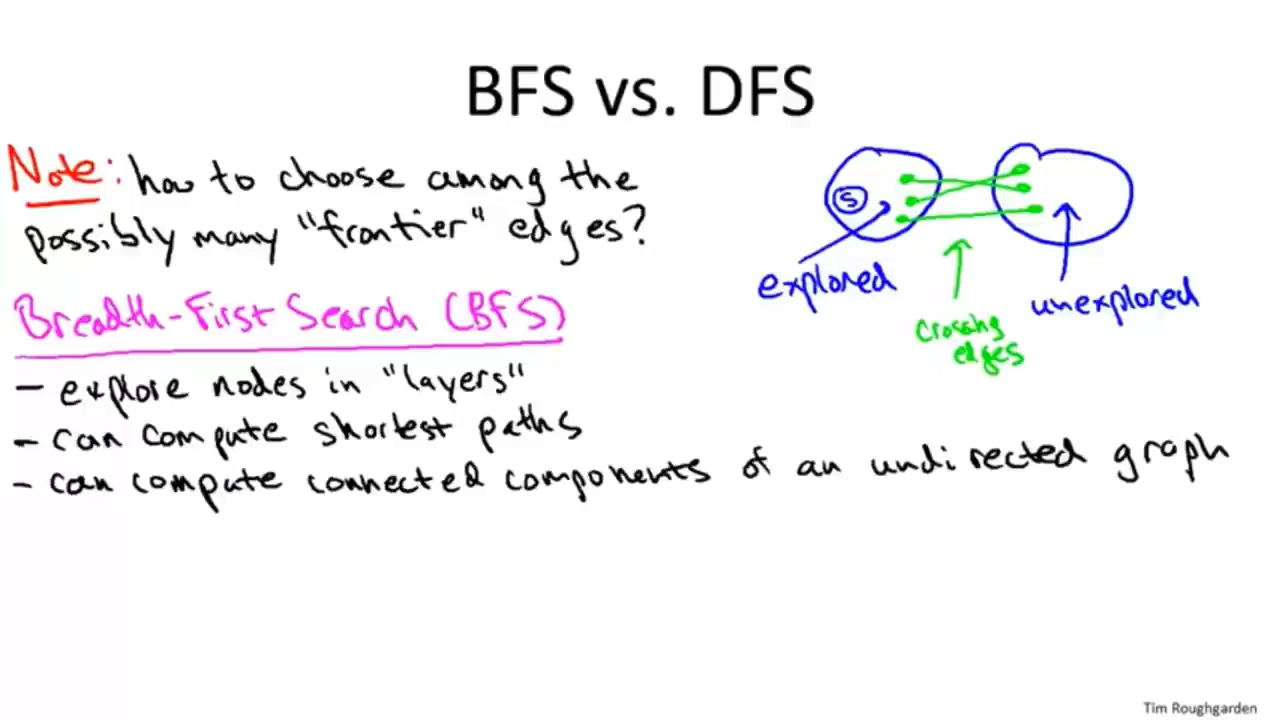 BFS vs. DFS
Note: how to choose among the
possibly many "frontier" edges?
S
explored
unexplored
crossing
edges
Breadth-First Search (BFS)
- explore nodes in "layers"
- can compute shortest paths
- can compute connected components of an undirected graph
Tim Roughgarden